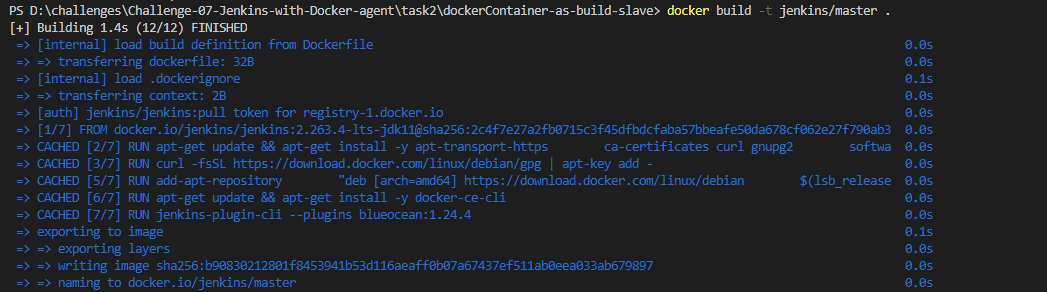 PS D:\challenges\Challenge-07-Jenkins-with-Docker-agent\task2\dockerContainer-as-build-slave> docker build -t jenkins/master .
[+] Building 1.4s (12/12) FINISHED
=> [internal] load build definition from Dockerfile 0.0s
=> => transferring dockerfile: 32B 0.0s
=> [internal] load .dockerignore 0.1s
=> => transferring context: 2B 0.0s
=> [auth] jenkins/jenkins:pull token for registry-1.docker.io 0.0s
=> [1/7] FROM docker.io/jenkins/jenkins:2.263.4-lts-jdk11@sha256:2c4f7e27a2fb0715c3f45dfbdcfaba57bbeafe50da678cf062e27f790ab3 0.0s
=> CACHED [2/7] RUN apt-get update && apt-get install -y apt-transport-https ca-certificates curl gnupg2 softwa 0.0s
=> CACHED [3/7] RUN curl -fsSL https://download.docker.com/linux/debian/gpg | apt-key add - 0.0s
=> CACHED [5/7] RUN add-apt-repository "deb [arch=amd64] https://download.docker.com/linux/debian $(lsb_release 0.0s
=> CACHED [6/7] RUN apt-get update && apt-get install -y docker-ce-cli 0.0s
=> CACHED [7/7] RUN jenkins-plugin-cli --plugins blueocean:1.24.4 0.0s
=> exporting to image 0.1s
=> => exporting layers 0.0s
=> => writing image sha256:b90830212801f8453941b53d116aeaff0b07a67437ef511ab0eea033ab679897 0.0s
=> => naming to docker.io/jenkins/master 0.0s